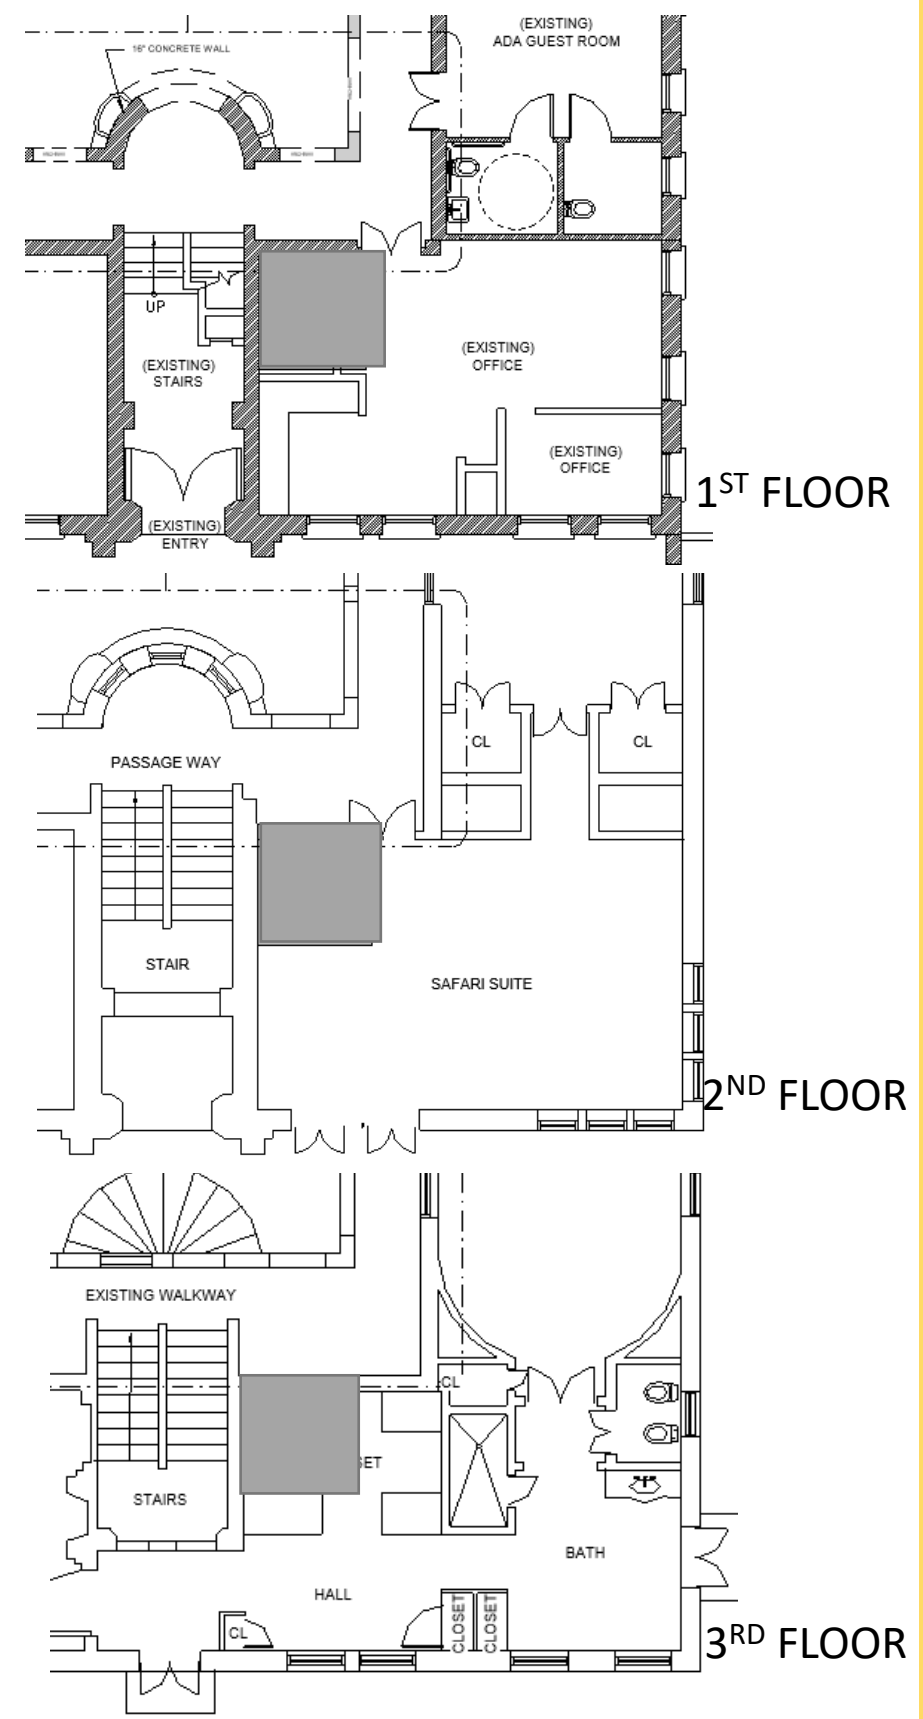 (EXISTING)
ADA GUEST ROOM
16" CONCRETE WALL
UP
(EXISTING)
STAIRS
(EXISTING)
OFFICE
(EXISTING)
OFFICE
1ST FLOOR
(EXISTING)
ENTRY
CL
CL
PASSAGE WAY
STAIR
SAFARI SUITE
2ND FLOOR
EXISTING WALKWAY
CL
SET
STAIRS
BATH
HALL
CLOSET
CLOSET
CL
3RD FLOOR